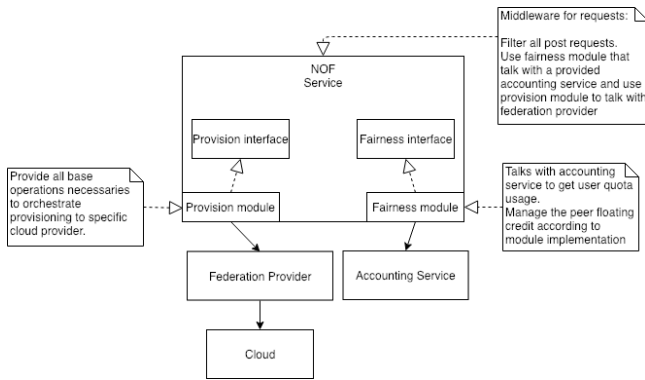 Middleware for requests:
Filter all post requests.
Use fairness module that
talk with a provided
accounting service and use
provision module to talk with
federation provider
NOF
Service
Provision interface
Fairness interface
Provide all base
operations necessaries
to orchestrate
provisioning to specific
cloud provider.
Provision module
Fairness module
Talks with accounting
service to get user quota
usage.
Manage the peer floating
credit according to
module implementation
Federation Provider
Accounting Service
Cloud